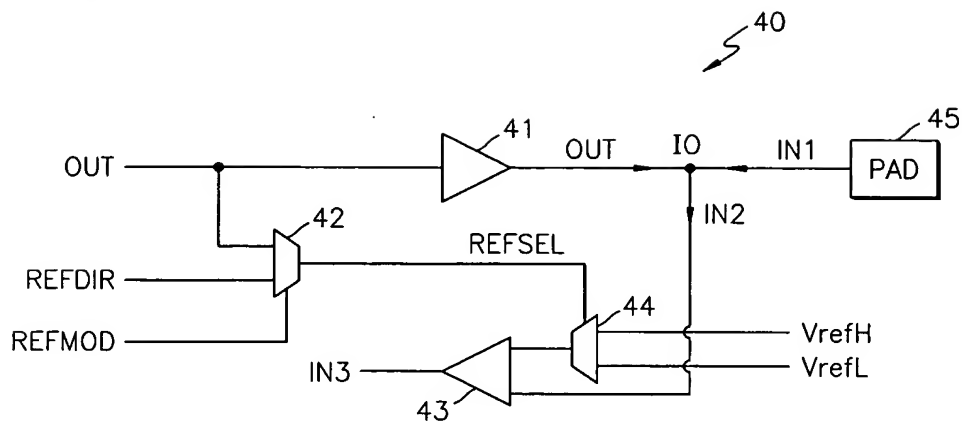 40
41
45
OUT
OUT
IO
IN1
PAD
42
IN2
REFSEL
REFDIR
44
REFMOD
VrefH
IN3
VrefL
43